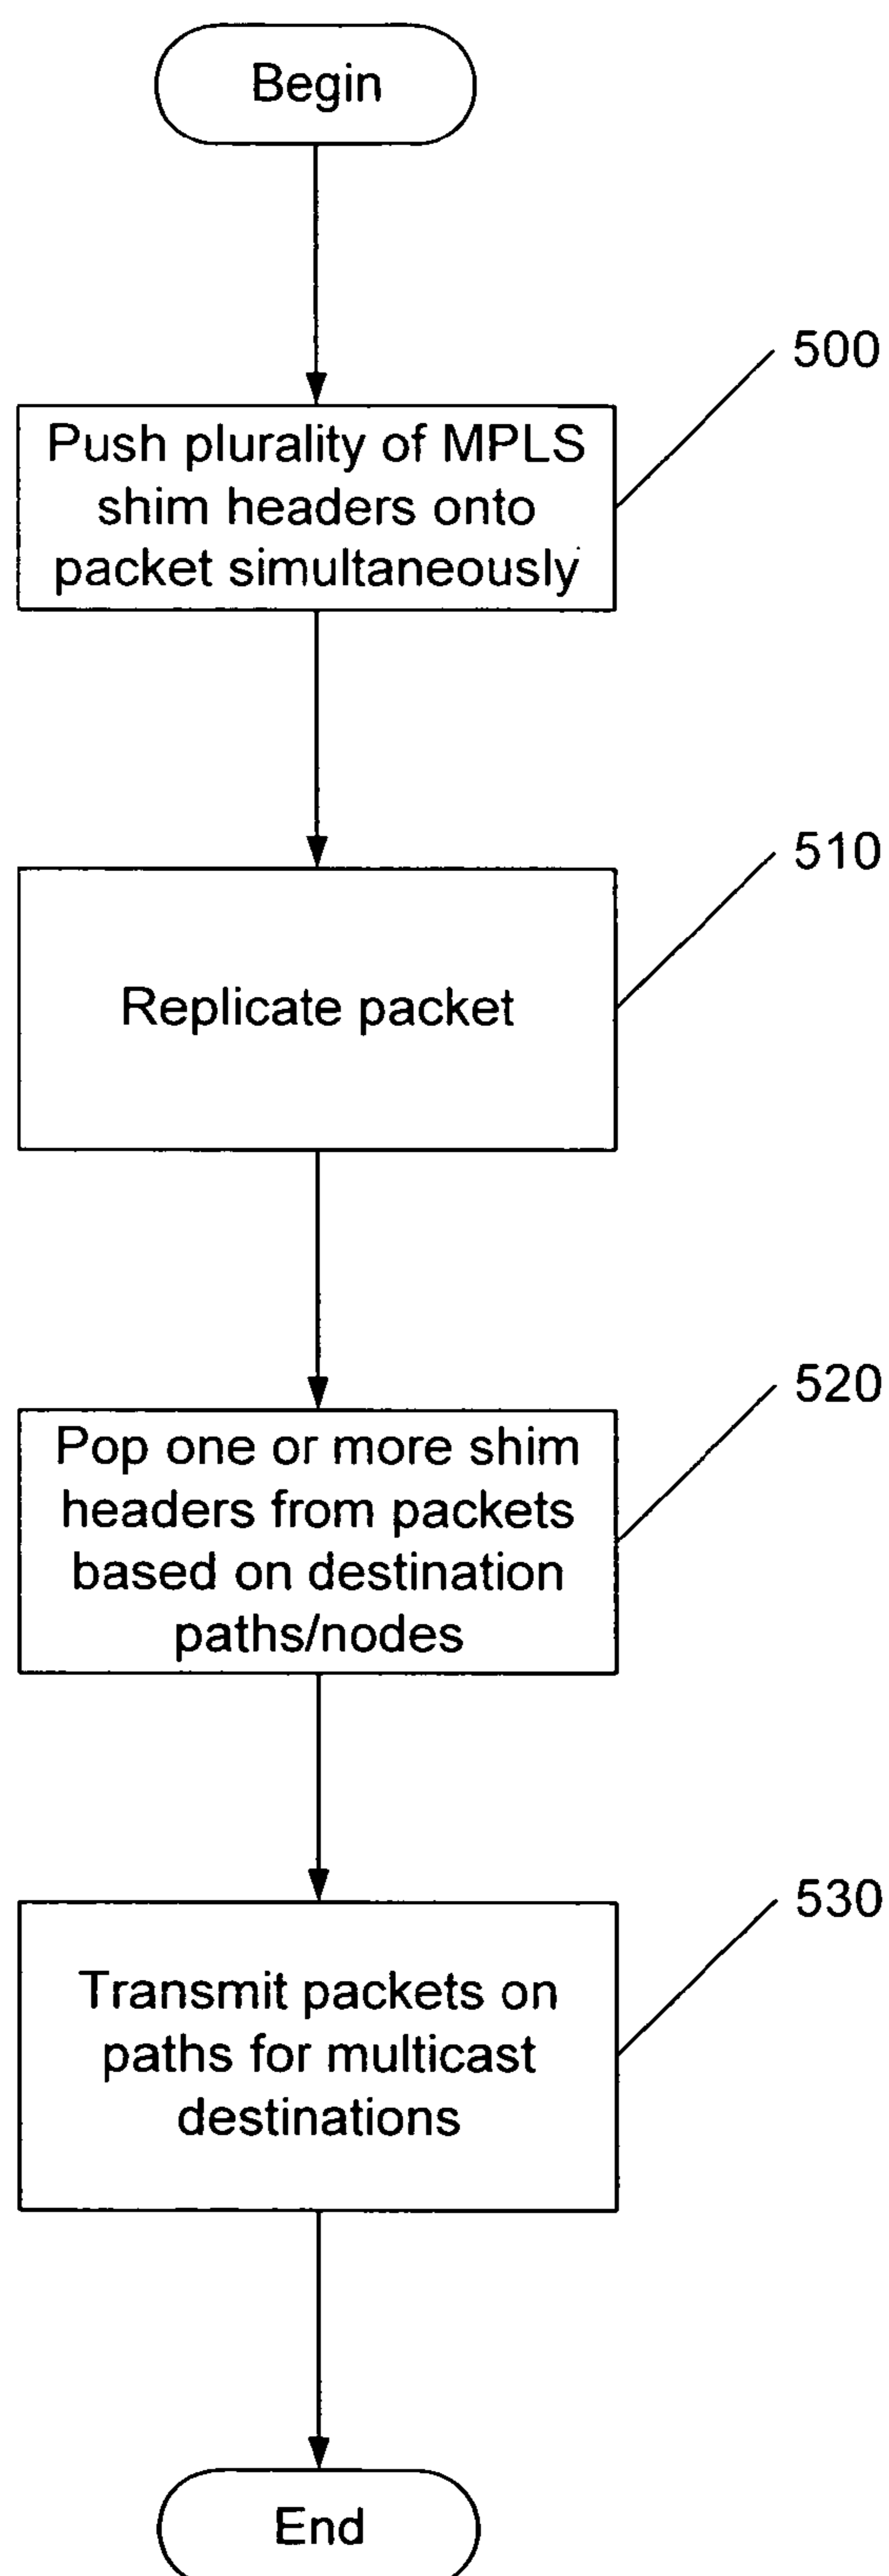 Begin
500
Push plurality of MPLS
shim headers onto
packet simultaneously
510
Replicate packet
520
Pop one or more shim
headers from packets
based on destination
paths/nodes
530
Transmit packets on
paths for multicast
destinations
End